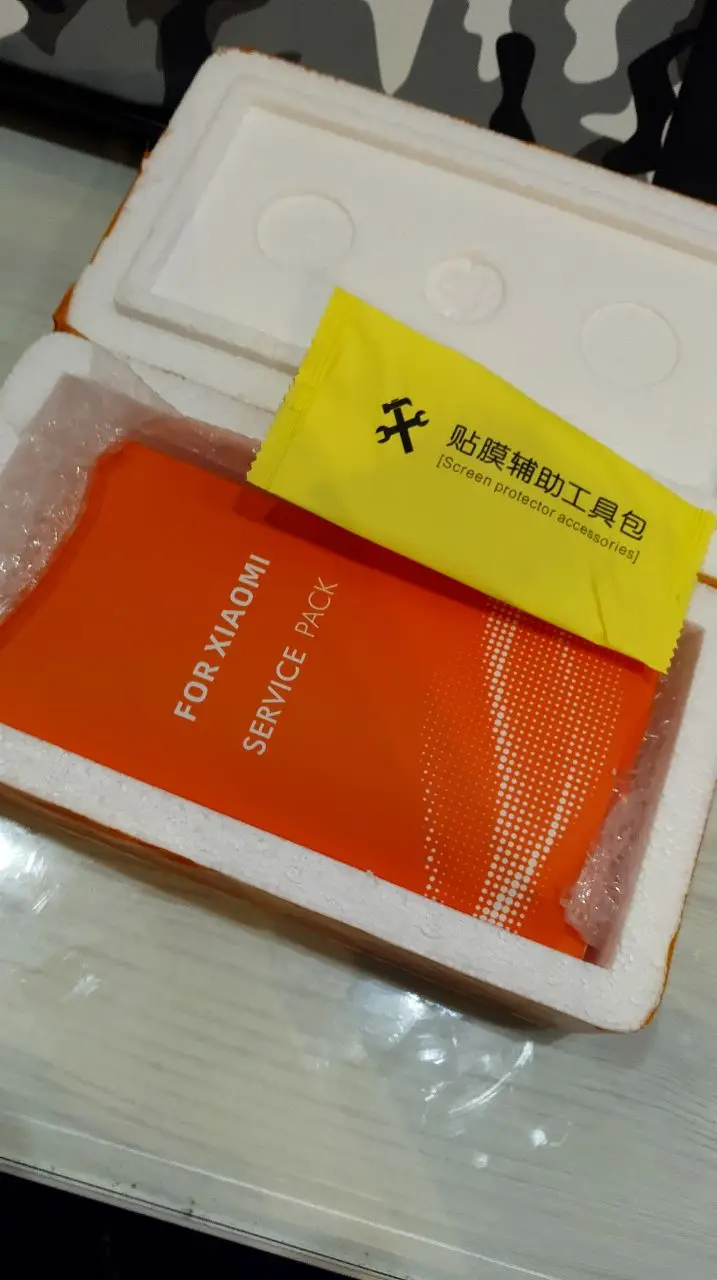 贴膜辅助工具包
[Screen protector accessories]
FOR XIAOMI
SERVICE PACK